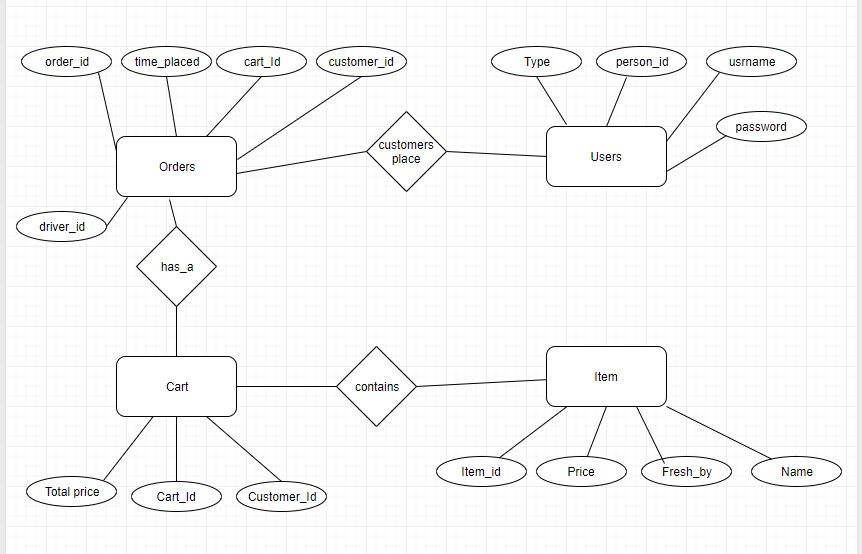 order_id
time_placed
cart_Id
customer_id
Type
person_id
usrname
password
customers
place
Orders
Users
driver_id
has_a
Cart
contains
Item
Total price
Cart_Id
Customer_Id
Item_id
Price
Fresh_by
Name